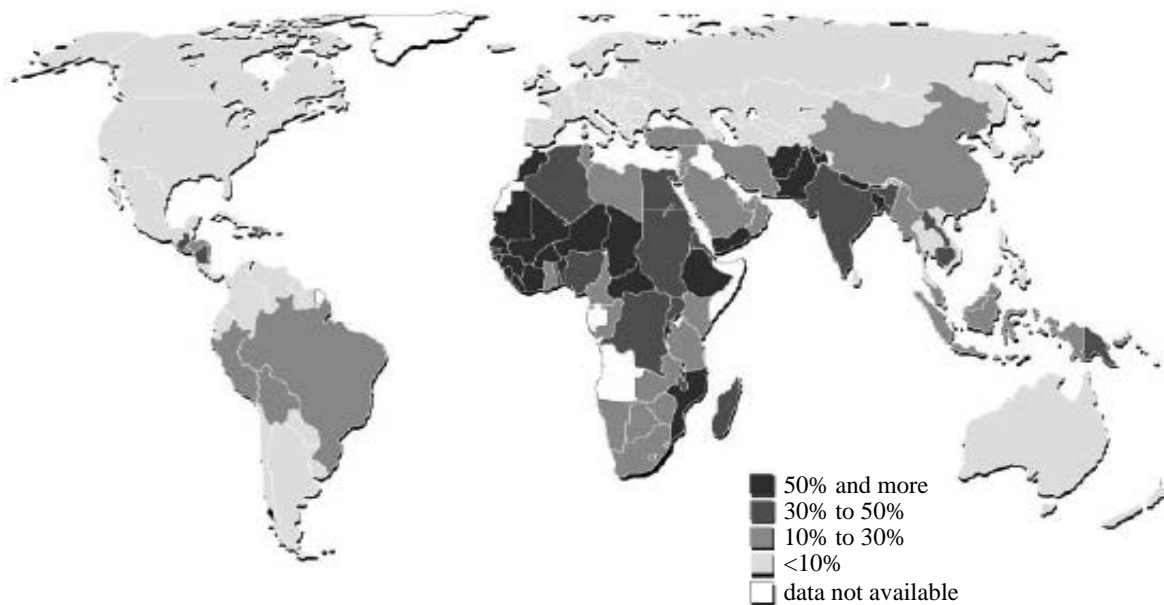 50% and more
30% to 50%
10% to 30%
<10%
data not available